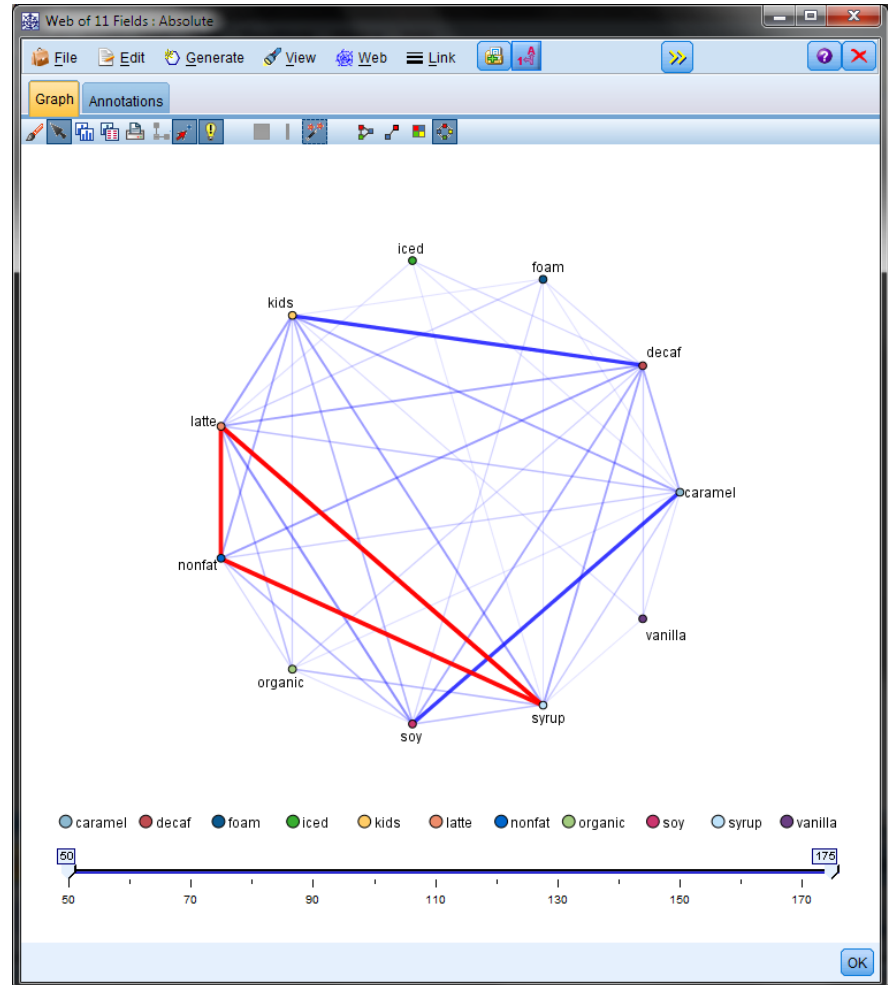 Web of 11 Fields : Absolute
File Edit Generate View Web Link
Graph Annotations
iced
foam
kids
decaf
latte
caramel
nonfat
vanilla
organic
syrup
soy
caramel decaf foam iced kids latte nonfat organic soy syrup vanilla
50 175
50 70 90 110 130 150 170
OK